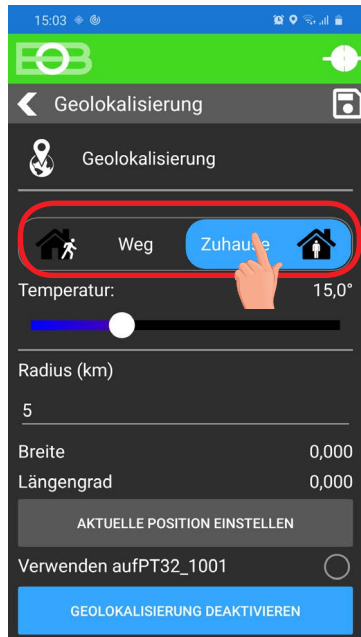 15:03
EOB
Geolokalisierung
Geolokalisierung
Weg Zuhause
Temperatur: 15,0°
Radius (km)
5
Breite 0,000
Längengrad 0,000
AKTUELLE POSITION EINSTELLEN
Verwenden aufPT32_1001
GEOLOKALISIERUNG DEAKTIVIEREN